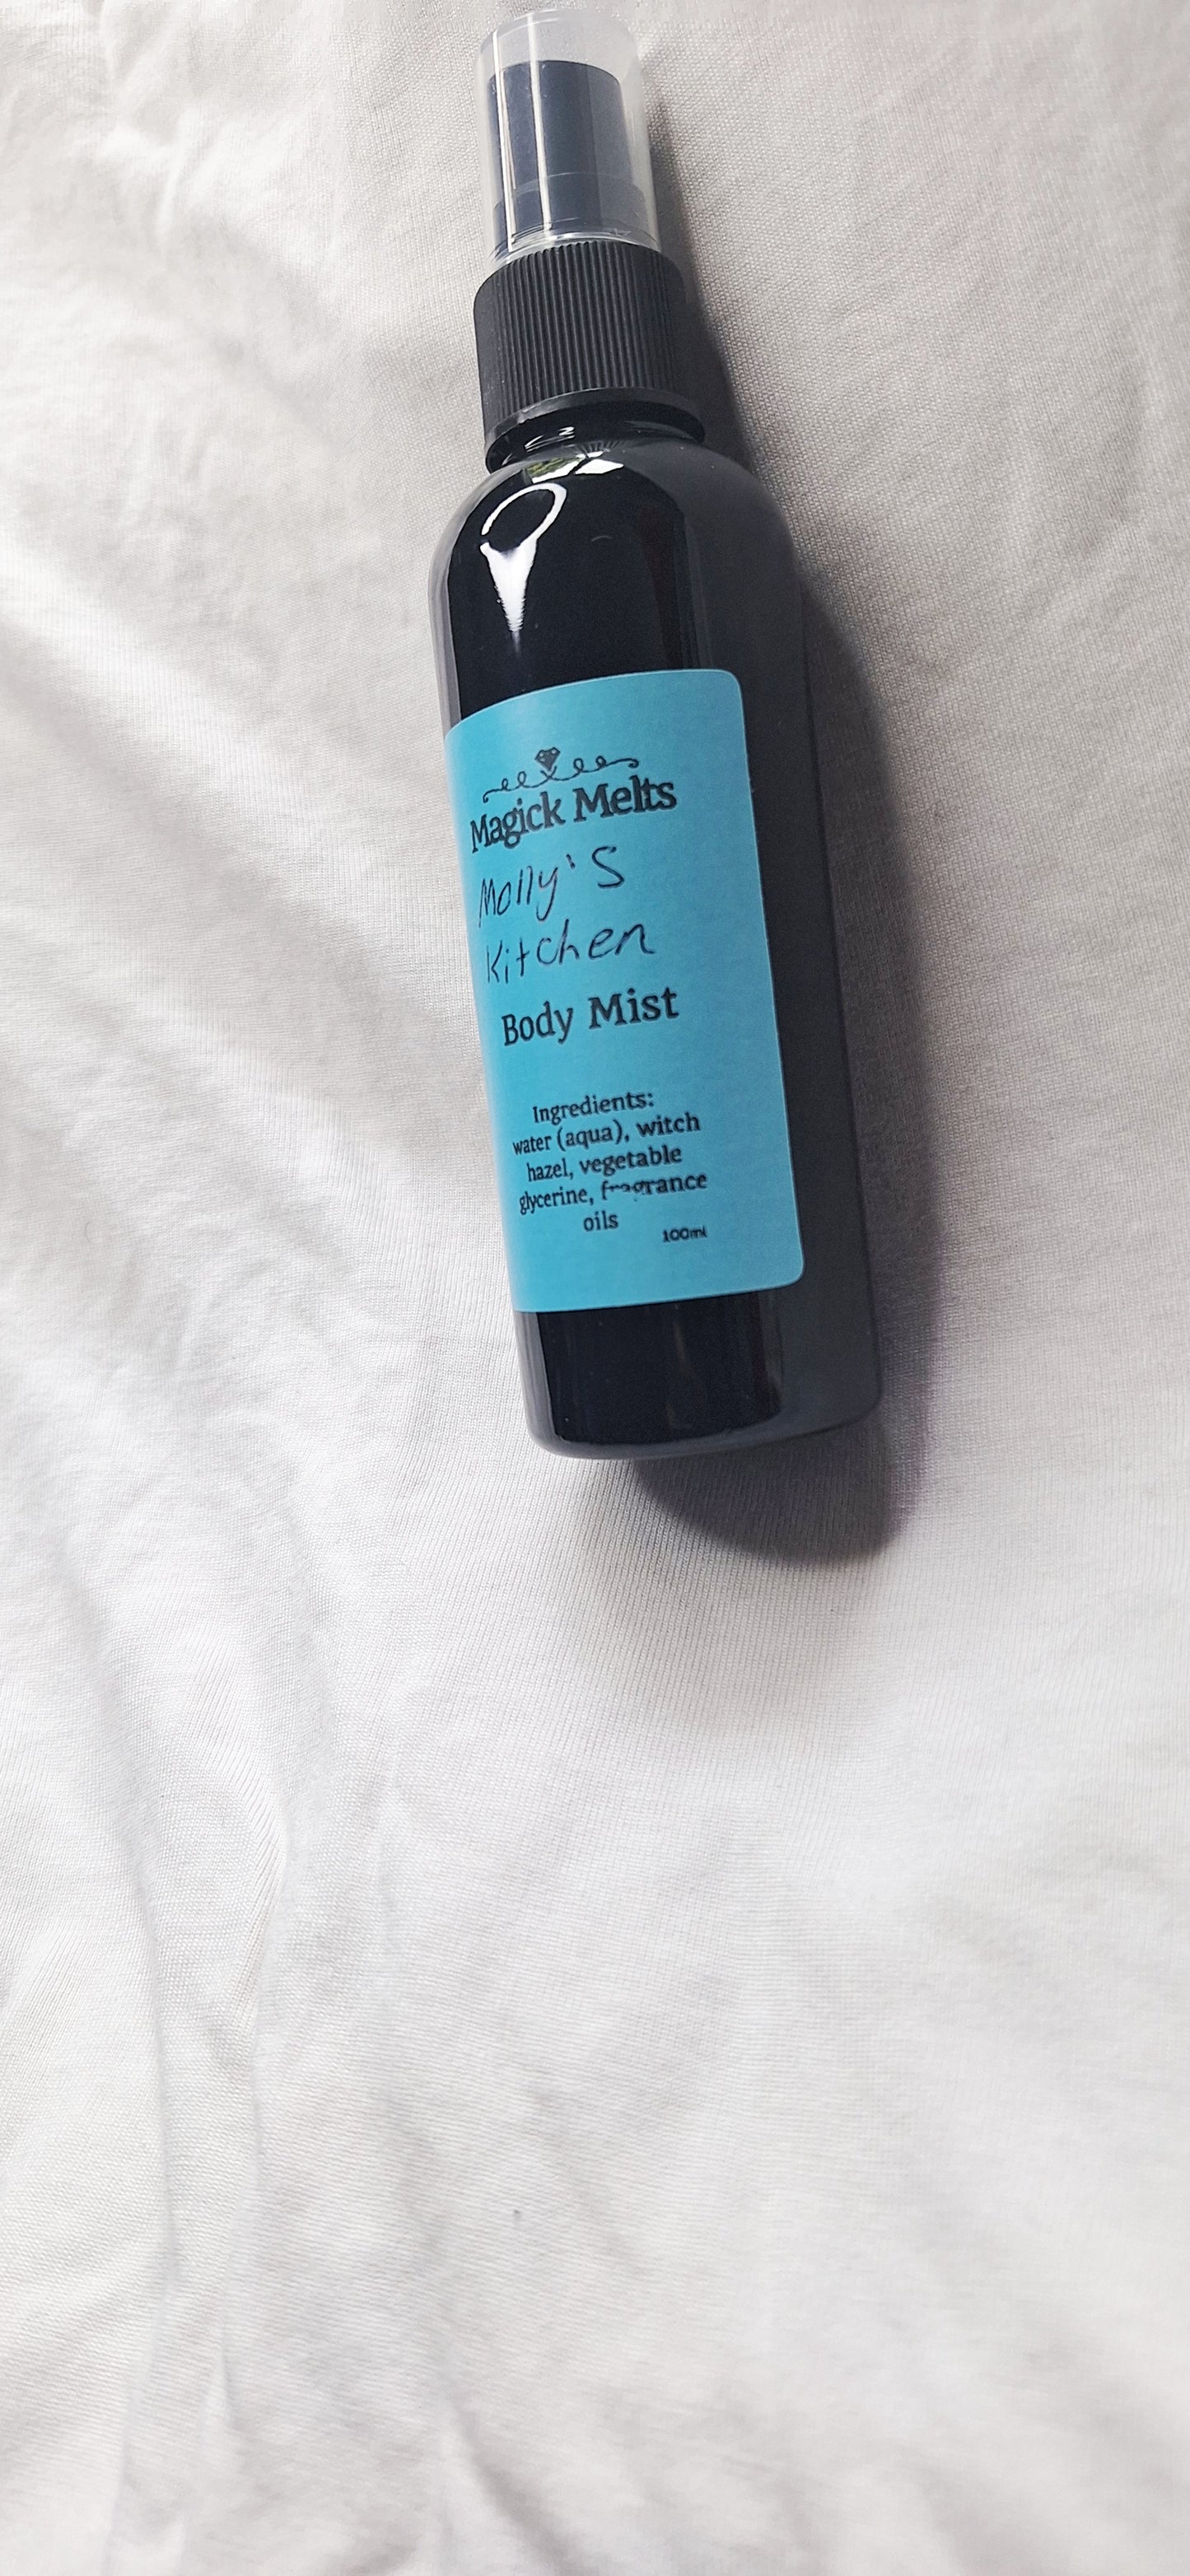 Magick Melts
Molly's
Kitchen
Body Mist
Ingredients:
water (aqua), witch
hazel, vegetable
glycerine, fragrance
oils
100ml